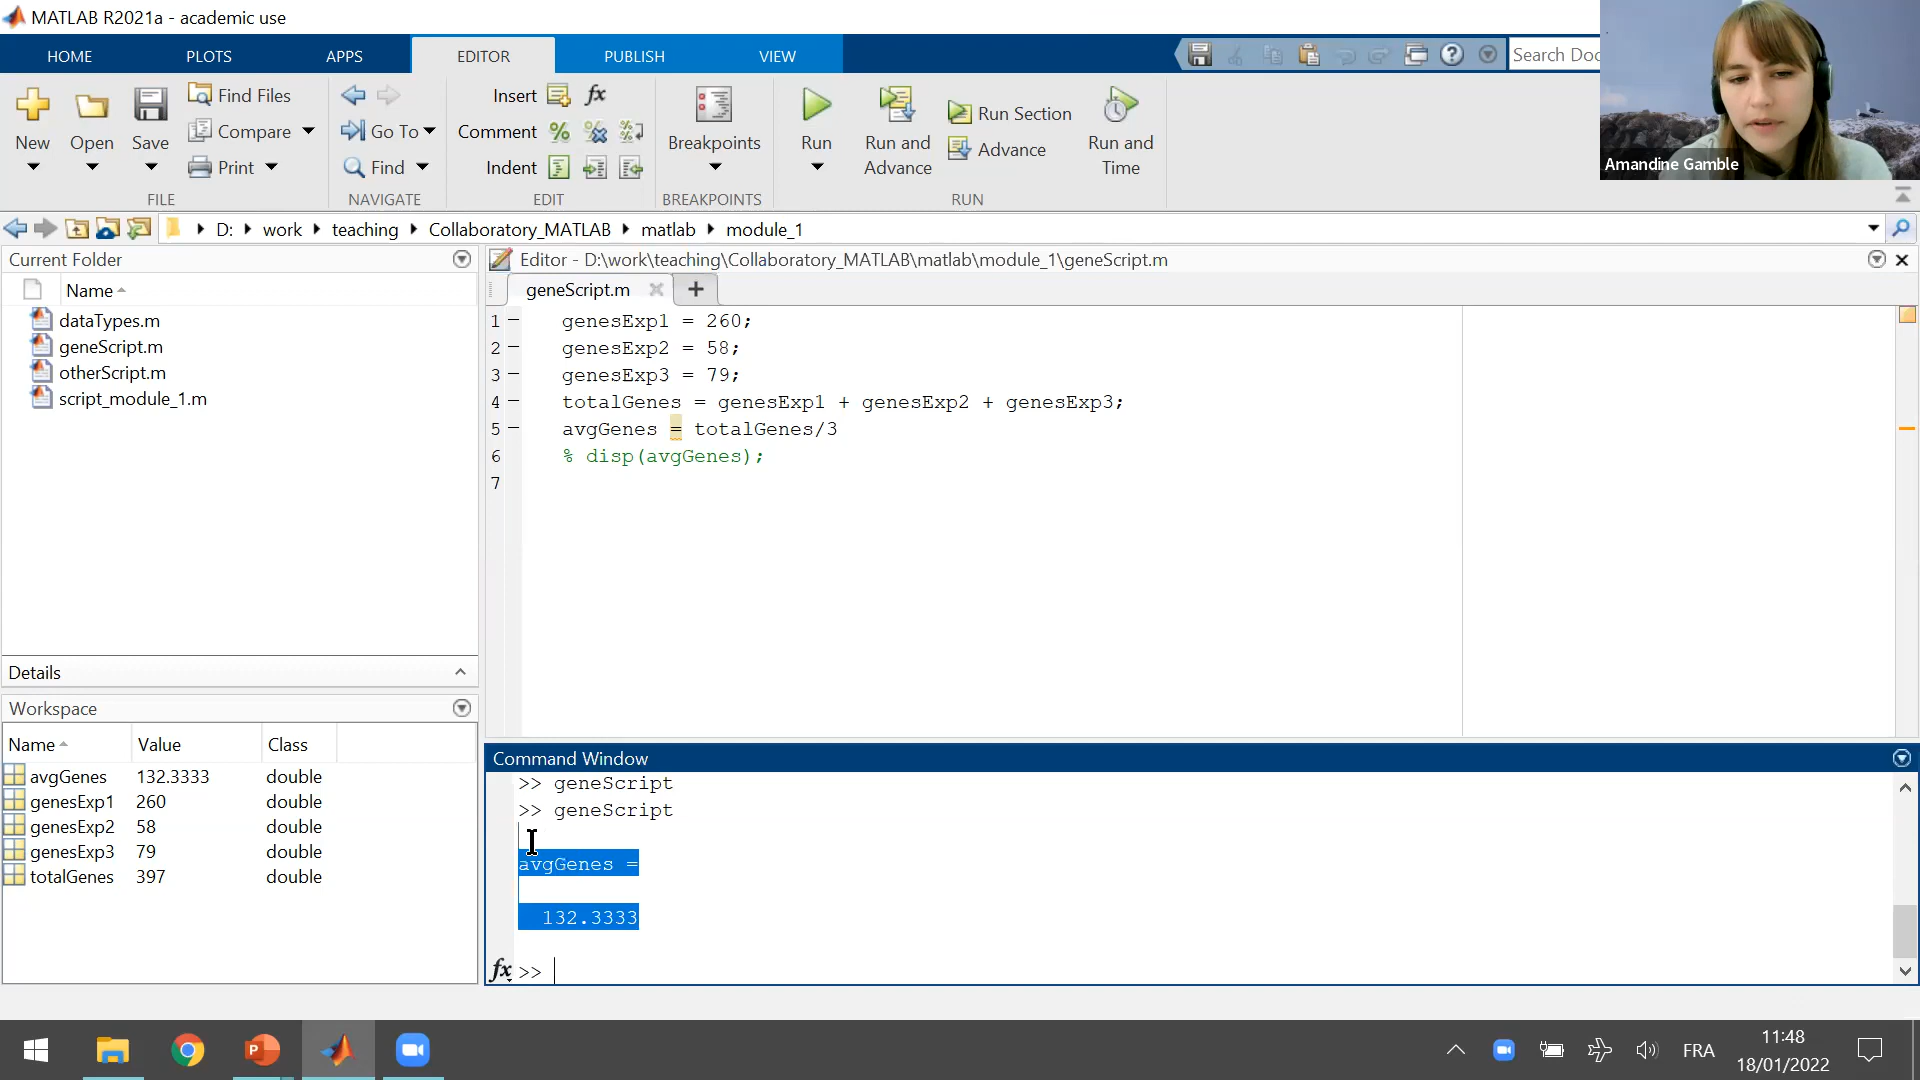 MATLAB R2021a - academic use
HOME PLOTS APPS EDITOR PUBLISH VIEW
Search Doc
New
Open
Save
Find Files
Compare
Print
FILE
Go To
Find
NAVIGATE
Insert fx
Comment
Indent
EDIT
Breakpoints
BREAKPOINTS
Run
Run and Advance
Run Section
Advance
Run and Time
RUN
Amandine Gamble
D: work teaching Collaboratory_MATLAB matlab module_1
Current Folder
Name
dataTypes.m
geneScript.m
otherScript.m
script_module_1.m
Details
Workspace
Name Value Class
avgGenes 132.3333 double
genesExp1 260 double
genesExp2 58 double
genesExp3 79 double
totalGenes 397 double
Editor - D:\work\teaching\Collaboratory_MATLAB\matlab\module_1\geneScript.m
geneScript.m
1 genesExp1 = 260;
2 genesExp2 = 58;
3 genesExp3 = 79;
4 totalGenes = genesExp1 + genesExp2 + genesExp3;
5 avgGenes = totalGenes/3
6 % disp(avgGenes);
7
Command Window
>> geneScript
>> geneScript
avgGenes =
132.3333
fx >>
FRA
11:48
18/01/2022